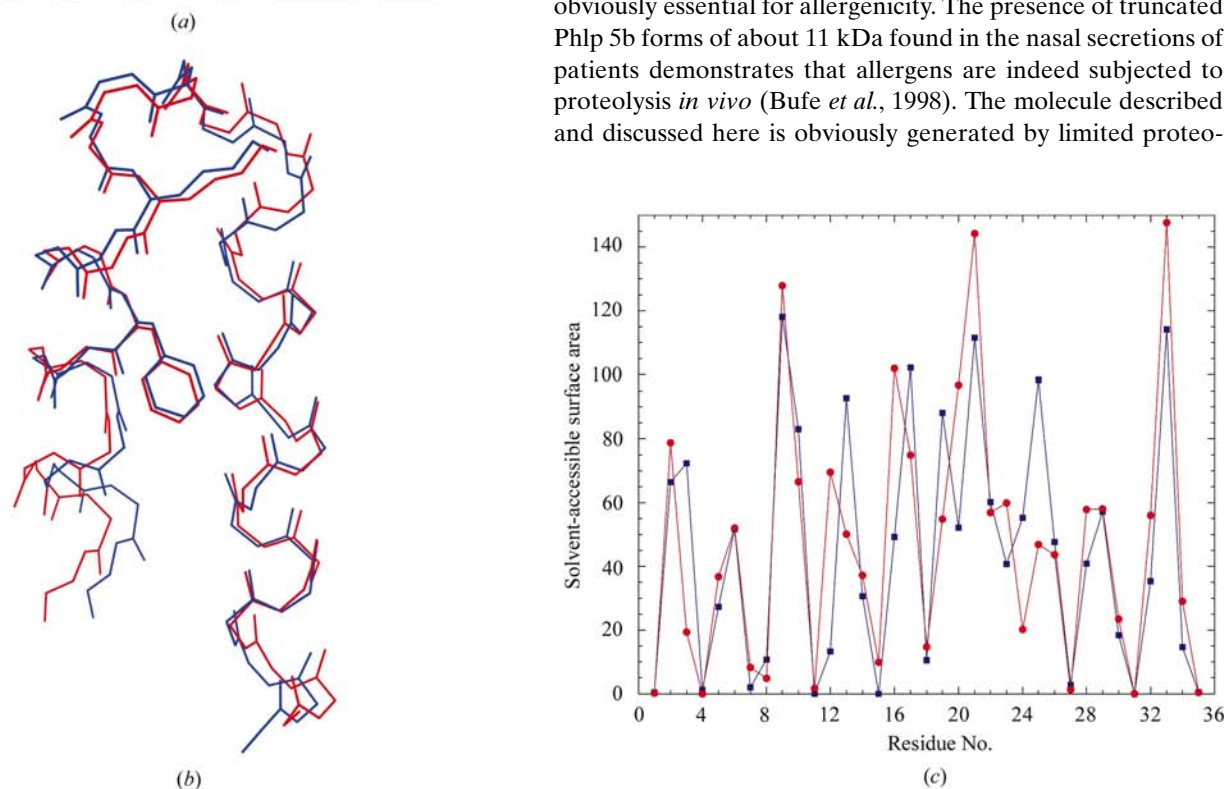 (a)
obviously essential for allergenicity. The presence of truncated
Phlp 5b forms of about 11 kDa found in the nasal secretions of
patients demonstrates that allergens are indeed subjected to
proteolysis in vivo (Bufe et al., 1998). The molecule described
and discussed here is obviously generated by limited proteo-
(b)
Solvent-accessible surface area
140
120
100
80
60
40
20
0
0 4 8 12 16 20 24 28 32 36
Residue No.
(c)